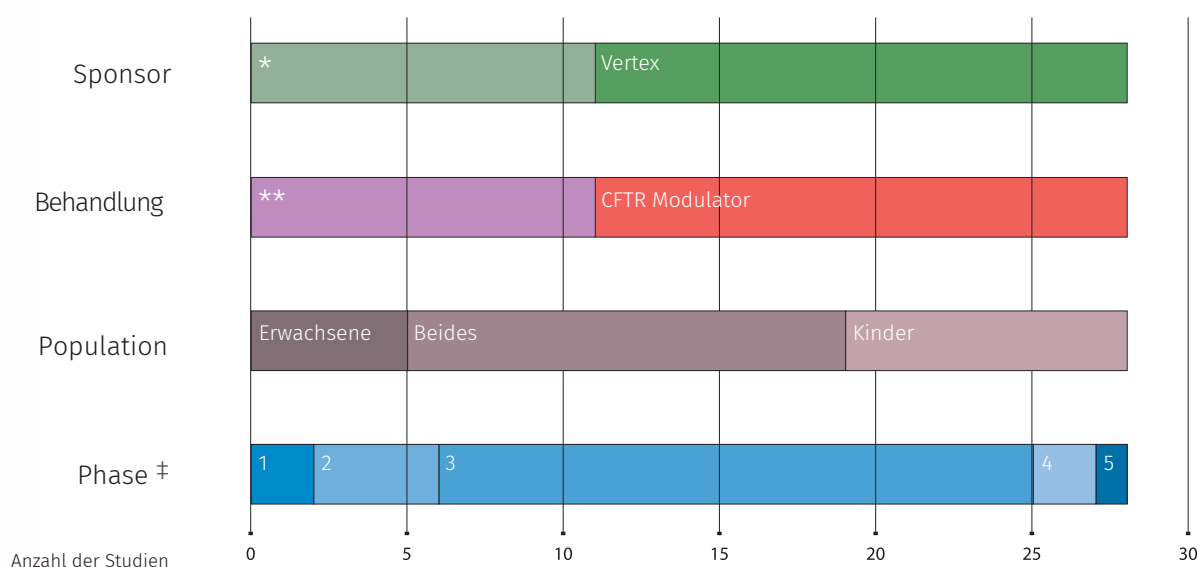 Sponsor
*
Vertex
Behandlung
**
CFTR Modulator
Population
Erwachsene
Beides
Kinder
Phase ‡
1
2
3
4
5
Anzahl der Studien
0
5
10
15
20
25
30